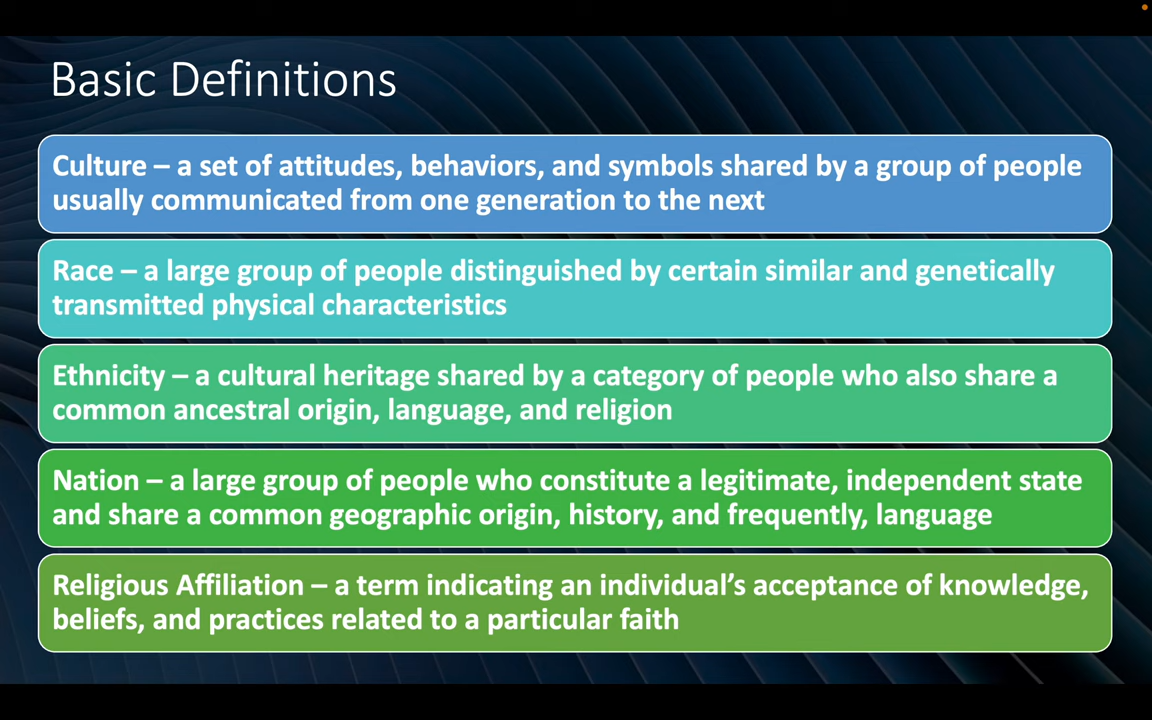 Basic Definitions
Culture – a set of attitudes, behaviors, and symbols shared by a group of people
usually communicated from one generation to the next
Race – a large group of people distinguished by certain similar and genetically
transmitted physical characteristics
Ethnicity – a cultural heritage shared by a category of people who also share a
common ancestral origin, language, and religion
Nation – a large group of people who constitute a legitimate, independent state
and share a common geographic origin, history, and frequently, language
Religious Affiliation – a term indicating an individual’s acceptance of knowledge,
beliefs, and practices related to a particular faith